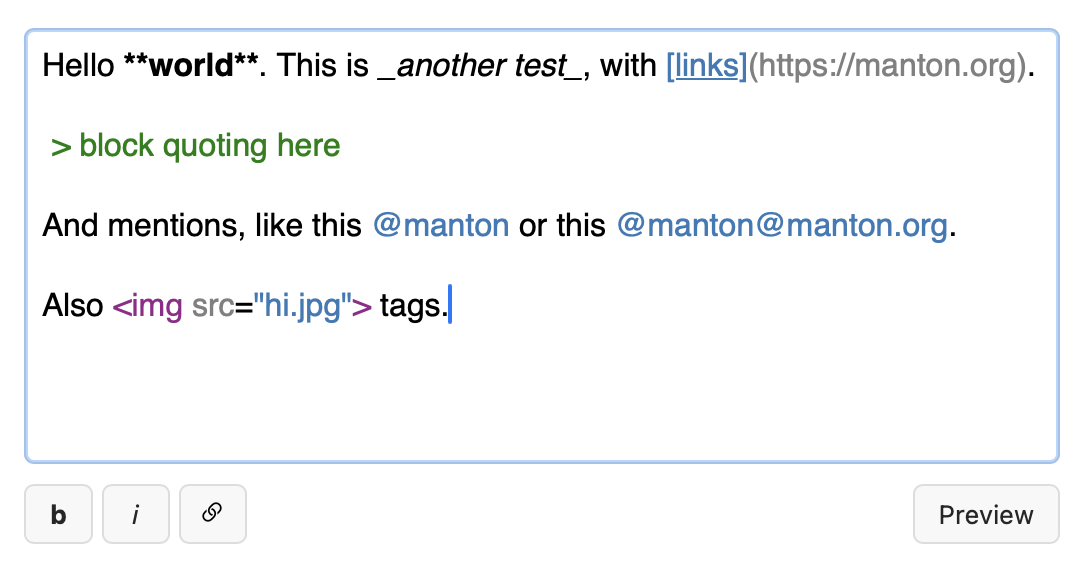 Hello **world**. This is _another test_, with [links](https://manton.org).
> block quoting here
And mentions, like this @manton or this @manton@manton.org.
Also <img src="hi.jpg"> tags.
b i Preview